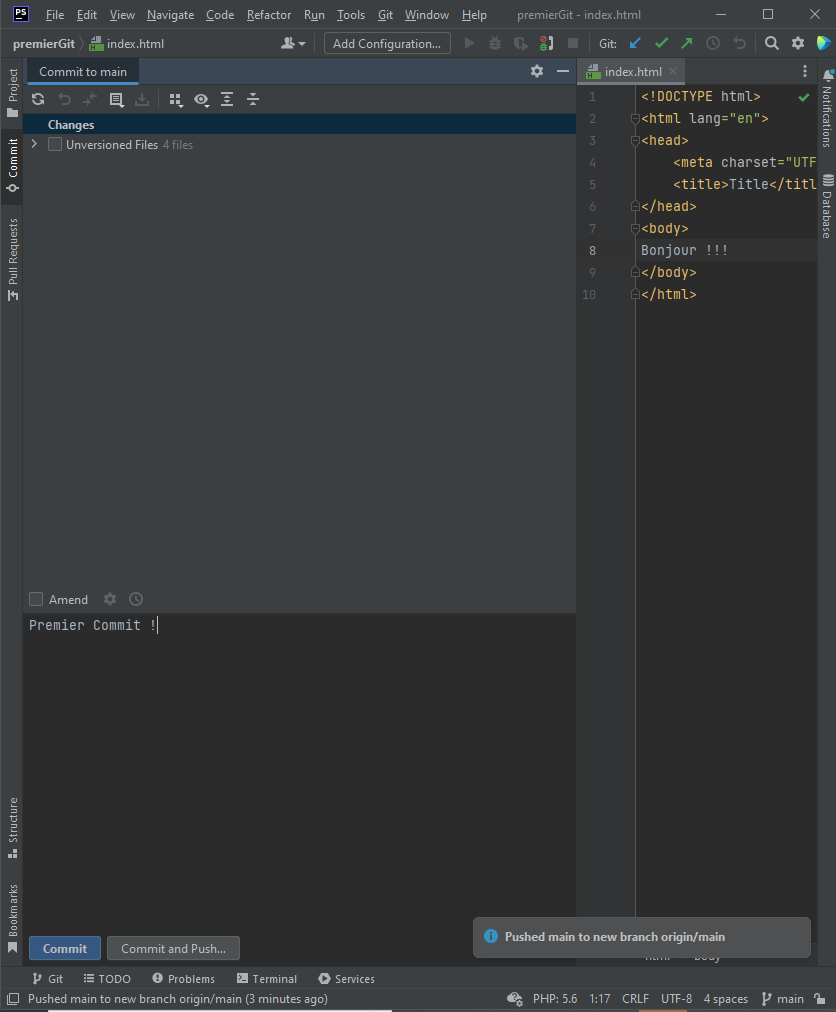 PS File Edit View Navigate Code Refactor Run Tools Git Window Help premierGit - index.html
premierGit index.html Add Configuration... Git:
Project
Commit
Pull Requests
Structure
Bookmarks
Commit to main
Changes
Unversioned Files 4 files
Amend
Premier Commit !
Commit Commit and Push...
index.html
1 <!DOCTYPE html>
2 <html lang="en">
3 <head>
4 <meta charset="UTF
5 <title>Title</titl
6 </head>
7 <body>
8 Bonjour !!!
9 </body>
10 </html>
Notifications
Database
Pushed main to new branch origin/main
html body
Git TODO Problems Terminal Services
Pushed main to new branch origin/main (3 minutes ago) PHP: 5.6 1:17 CRLF UTF-8 4 spaces main